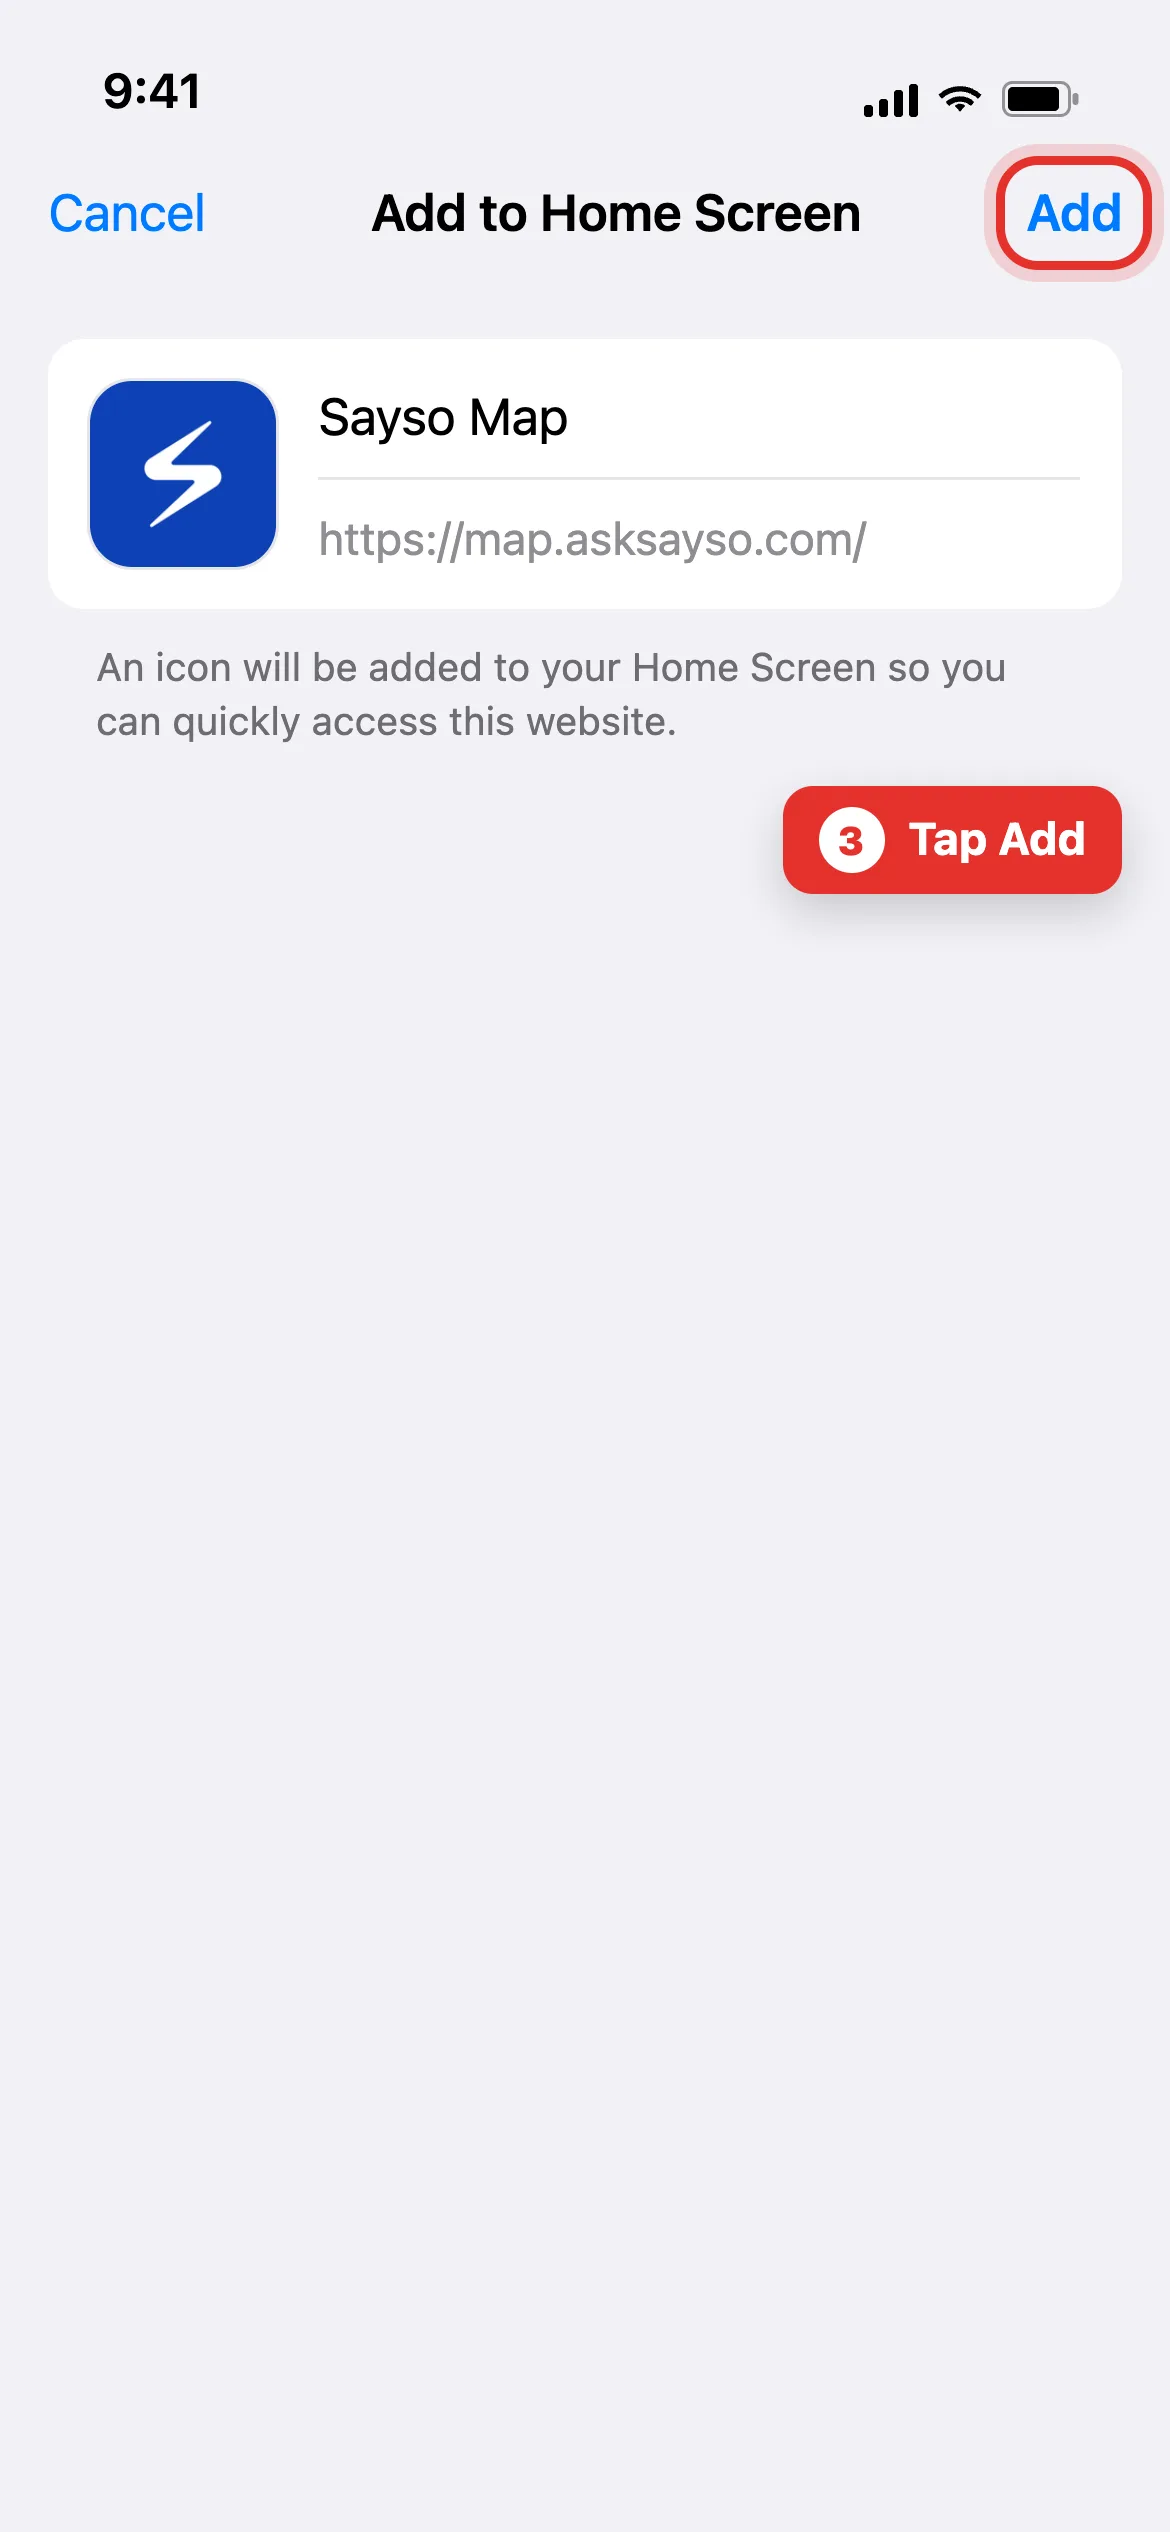 9:41
Cancel Add to Home Screen Add
Sayso Map
https://map.asksayso.com/
An icon will be added to your Home Screen so you
can quickly access this website.
3 Tap Add